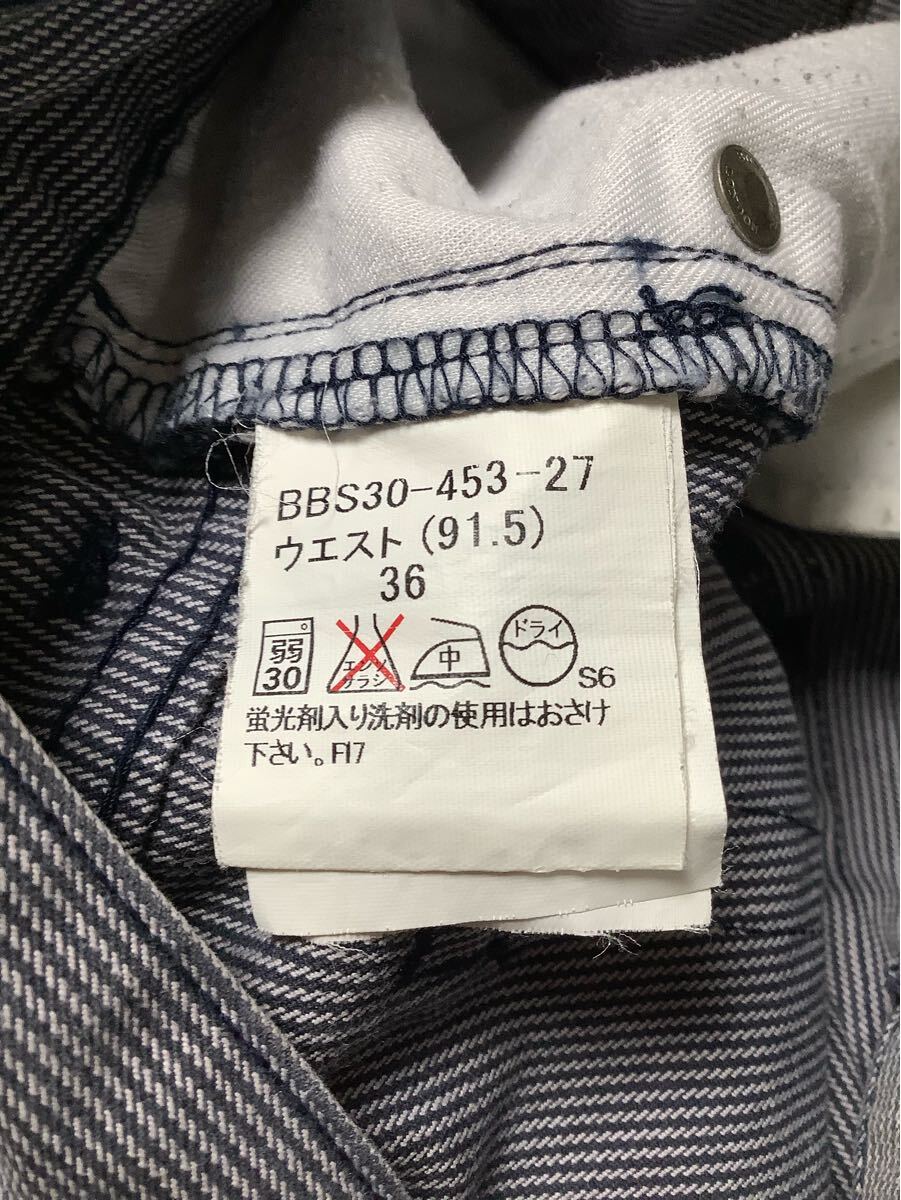 BBS30-453-27
ウエスト(91.5)
36
弱
30
エンソ
サラシ
中
ドライ
S6
蛍光剤入り洗剤の使用はおさけ
下さい。F17